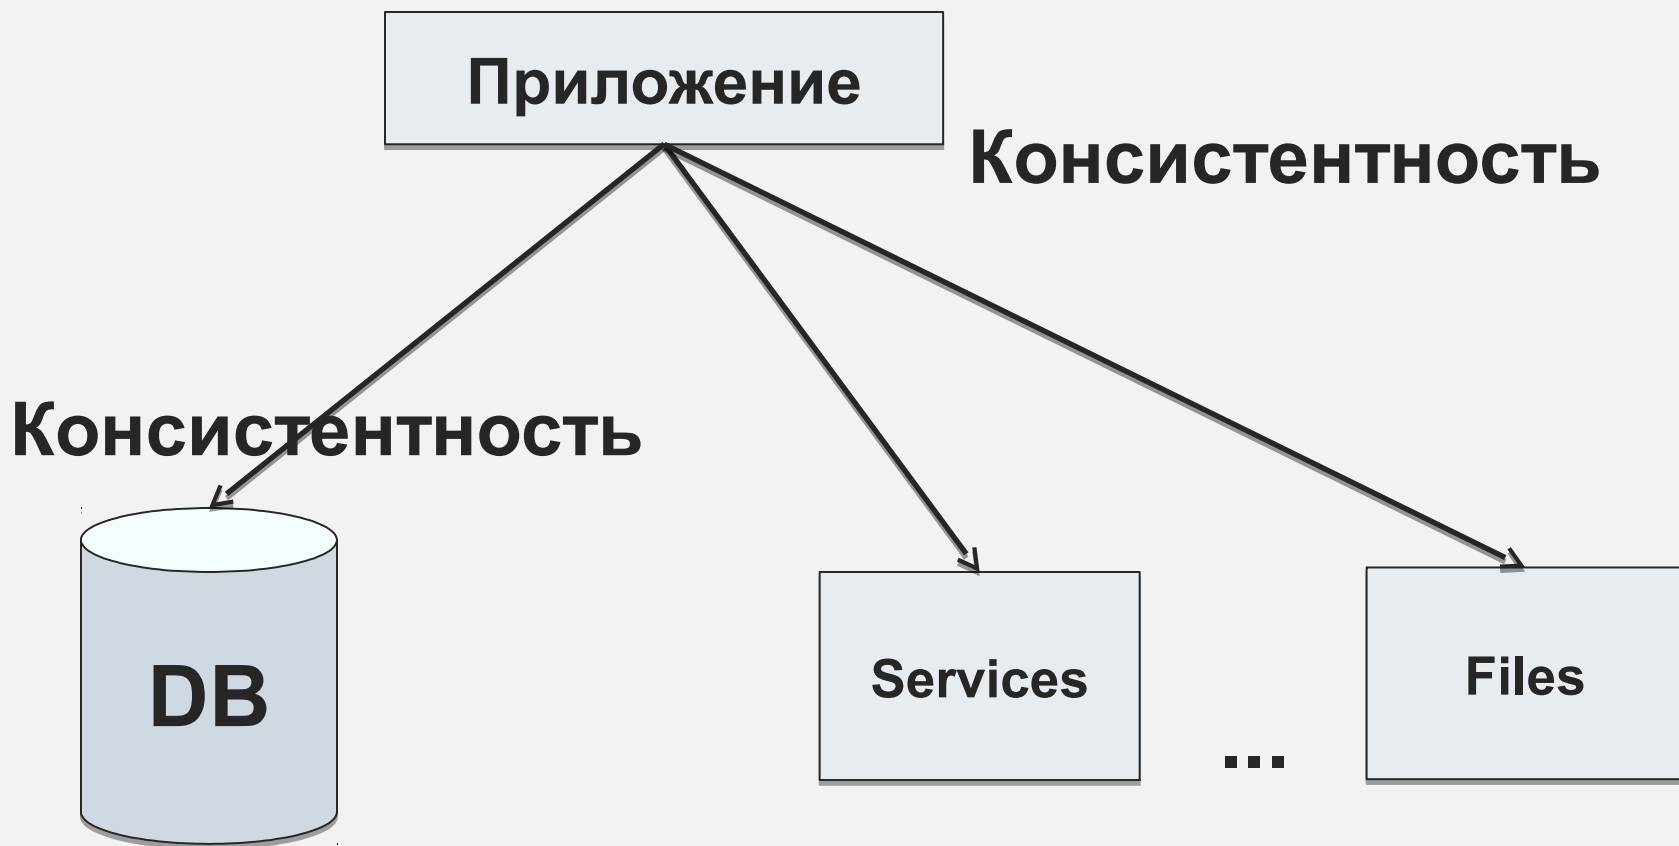 Приложение
Консистентность
Консистентность
DB
Services
...
Files